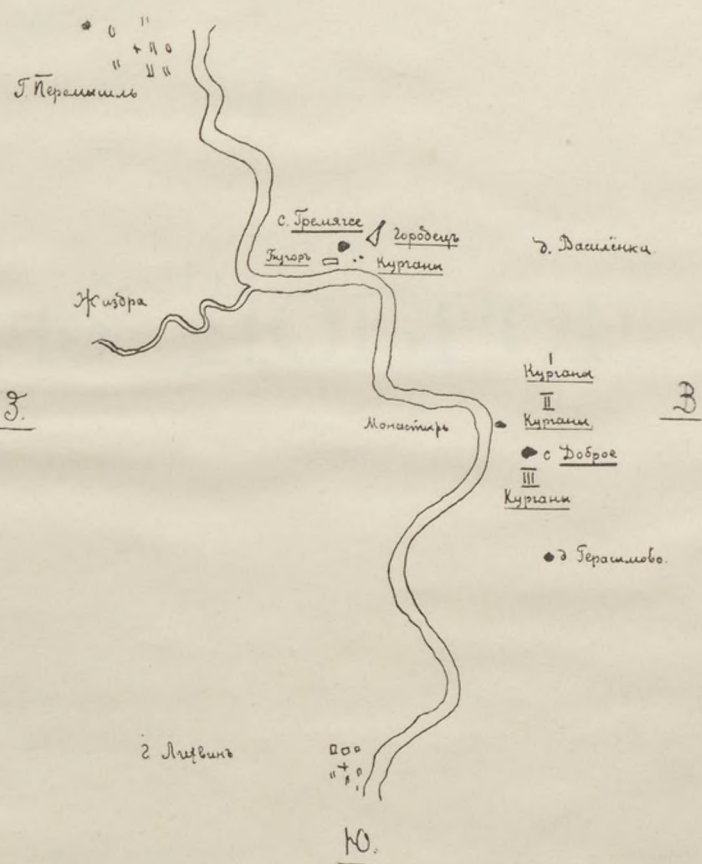 Г. Перемышль
с. Гремячее
Городецъ
д. Василёнки
Бугоръ
Курганы
Жиздра
I
Курганы
З.
II
В
Монастырь
Курганы
с Доброе
III
Курганы
д Герасимово.
г Лихвинъ
Ю.